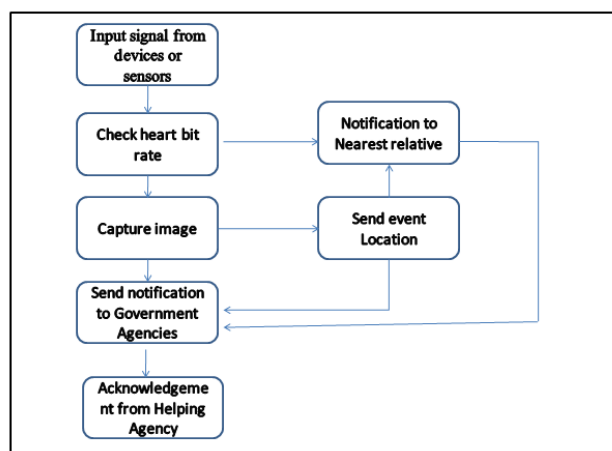 Input signal from
devices or
sensors
Check heart bit
rate
Notification to
Nearest relative
Capture image
Send event
Location
Send notification
to Government
Agencies
Acknowledgeme
nt from Helping
Agency